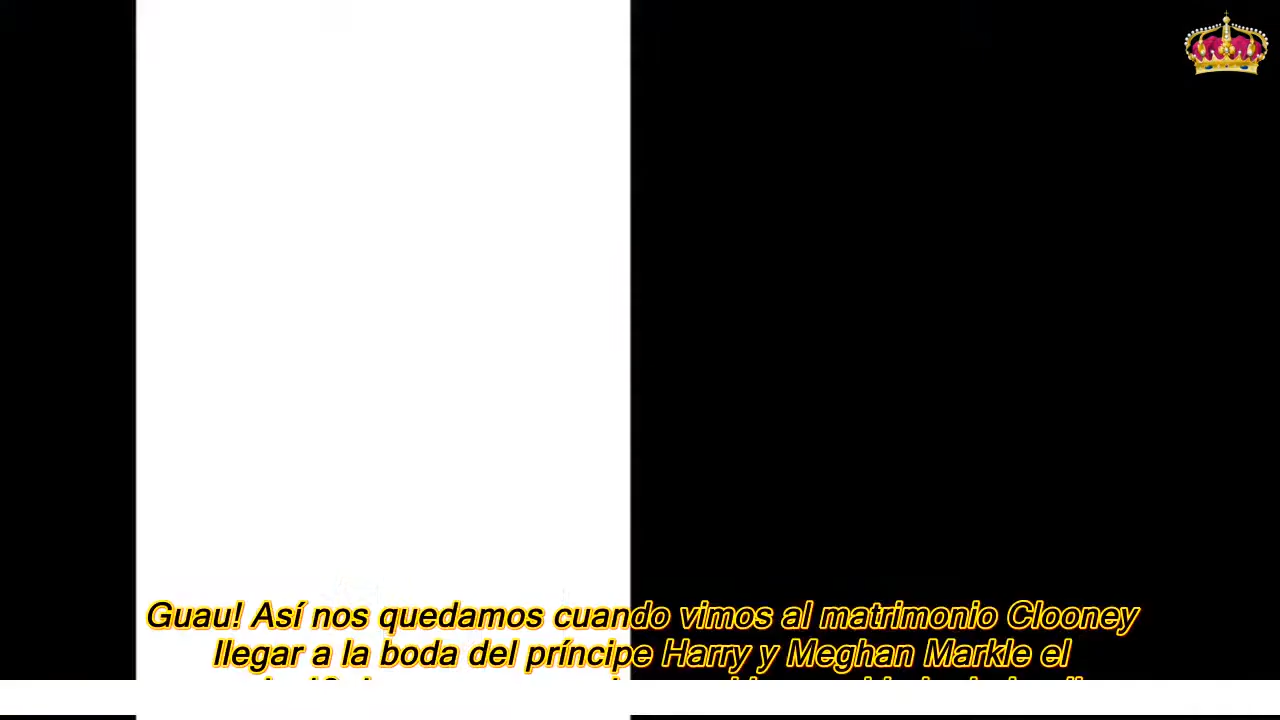 Guau! Así nos quedamos cuando vimos al matrimonio Clooney
llegar a la boda del príncipe Harry y Meghan Markle el